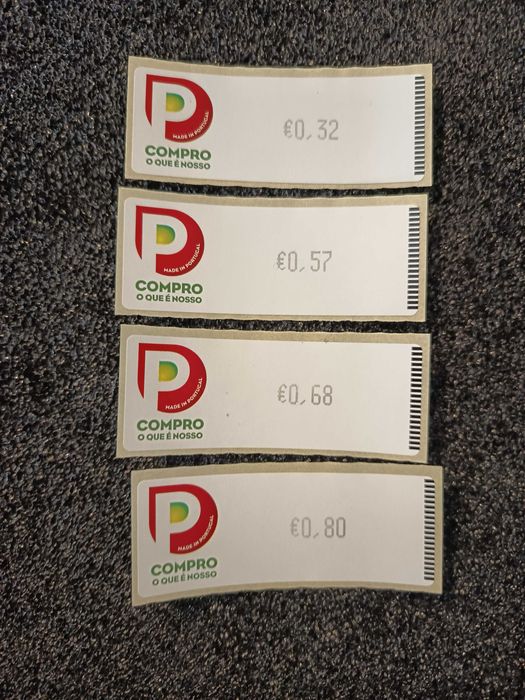 P
MADE IN PORTUGAL
COMPRO
O QUE É NOSSO
€0,32
P
MADE IN PORTUGAL
COMPRO
O QUE É NOSSO
€0,57
P
MADE IN PORTUGAL
COMPRO
O QUE É NOSSO
€0,68
P
MADE IN PORTUGAL
COMPRO
O QUE É NOSSO
€0,80